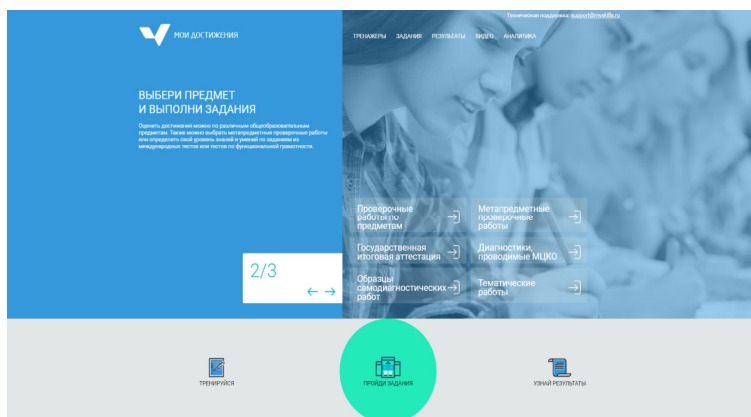 Техническая поддержка: support@myskills.ru
МОИ ДОСТИЖЕНИЯ
ТРЕНАЖЕРЫ ЗАДАНИЯ РЕЗУЛЬТАТЫ ВИДЕО АНАЛИТИКА
ВЫБЕРИ ПРЕДМЕТ
И ВЫПОЛНИ ЗАДАНИЯ
Оценить достижения можно по различным общеобразовательным
предметам. Также можно выбрать метапредметные проверочные работы
или определить свой уровень знаний и умений по заданиям из
международных тестов или тестов по функциональной грамотности.
Проверочные
работы по
предметам
Метапредметные
проверочные
работы
Государственная
итоговая аттестация
Диагностики,
проводимые МЦКО
Образцы
самодиагностических
работ
Тематические
работы
2/3
ТРЕНИРУЙСЯ
ПРОЙДИ ЗАДАНИЯ
УЗНАЙ РЕЗУЛЬТАТЫ